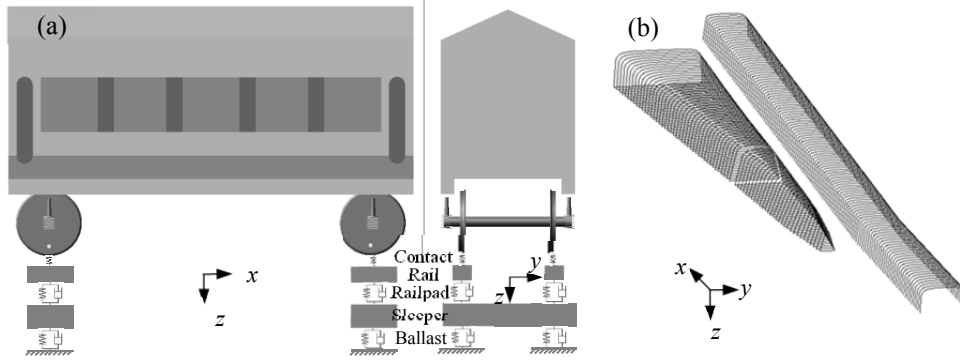 (a)
(b)
Contact
Rail
Railpad
Sleeper
Ballast
x
z
y
z
x
y
z